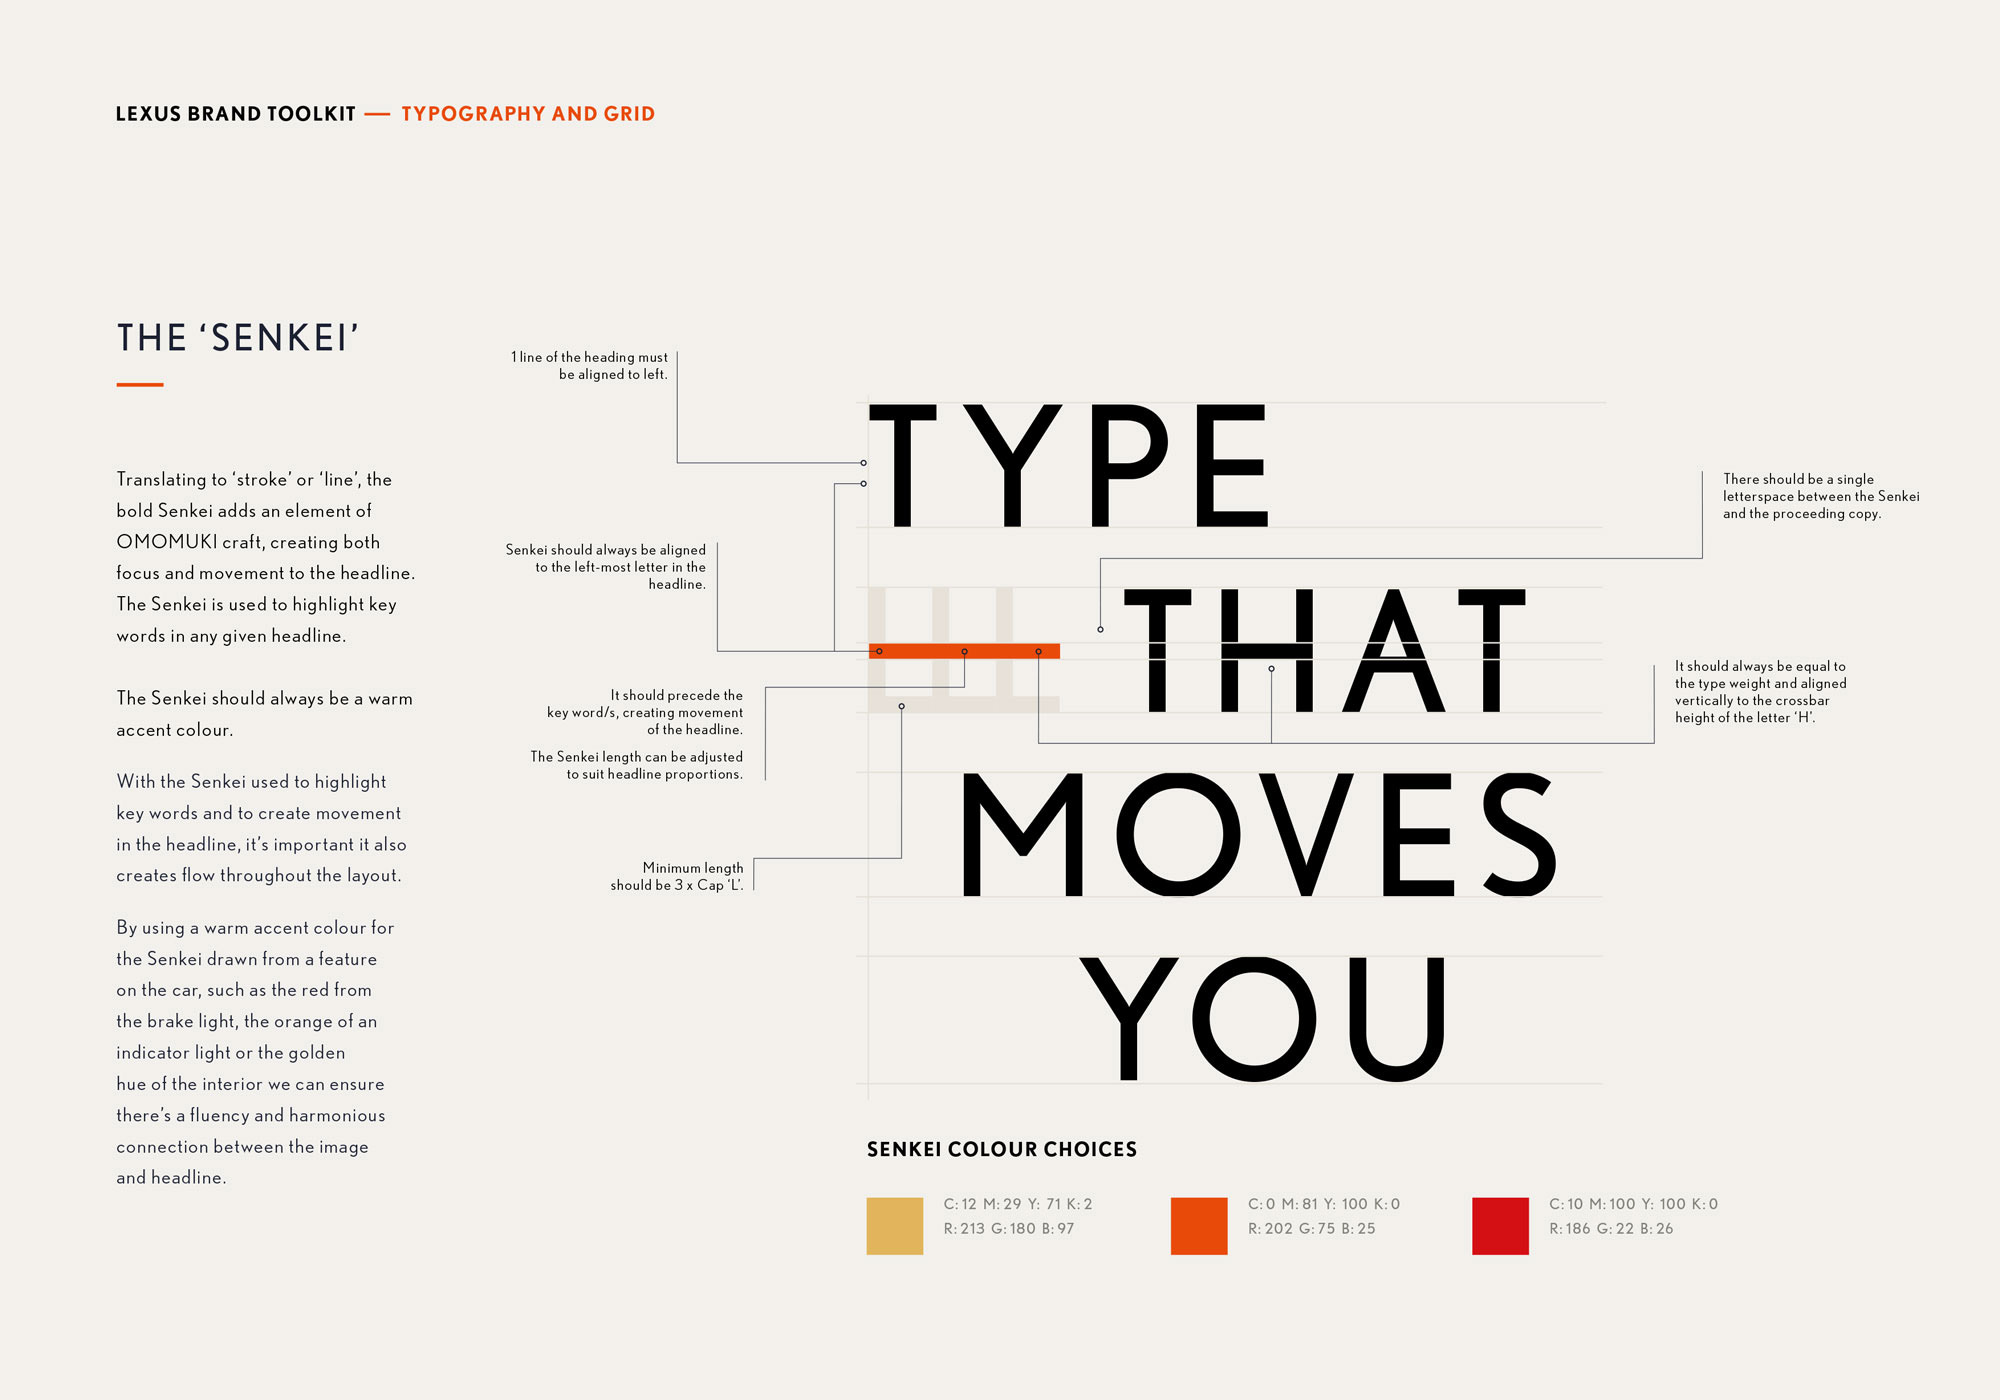 LEXUS BRAND TOOLKIT — TYPOGRAPHY AND GRID
THE ‘SENKEI’
Translating to ‘stroke’ or ‘line’, the
bold Senkei adds an element of
OMOMUKI craft, creating both
focus and movement to the headline.
The Senkei is used to highlight key
words in any given headline.
The Senkei should always be a warm
accent colour.
With the Senkei used to highlight
key words and to create movement
in the headline, it’s important it also
creates flow throughout the layout.
By using a warm accent colour for
the Senkei drawn from a feature
on the car, such as the red from
the brake light, the orange of an
indicator light or the golden
hue of the interior we can ensure
there’s a fluency and harmonious
connection between the image
and headline.
1 line of the heading must
be aligned to left.
Senkei should always be aligned
to the left-most letter in the
headline.
It should precede the
key word/s, creating movement
of the headline.
The Senkei length can be adjusted
to suit headline proportions.
Minimum length
should be 3 x Cap ‘L’.
TYPE
LLL
THAT
MOVES
YOU
There should be a single
letterspace between the Senkei
and the proceeding copy.
It should always be equal to
the type weight and aligned
vertically to the crossbar
height of the letter ‘H’.
SENKEI COLOUR CHOICES
C: 12 M: 29 Y: 71 K: 2
R: 213 G: 180 B: 97
C: 0 M: 81 Y: 100 K: 0
R: 202 G: 75 B: 25
C: 10 M: 100 Y: 100 K: 0
R: 186 G: 22 B: 26